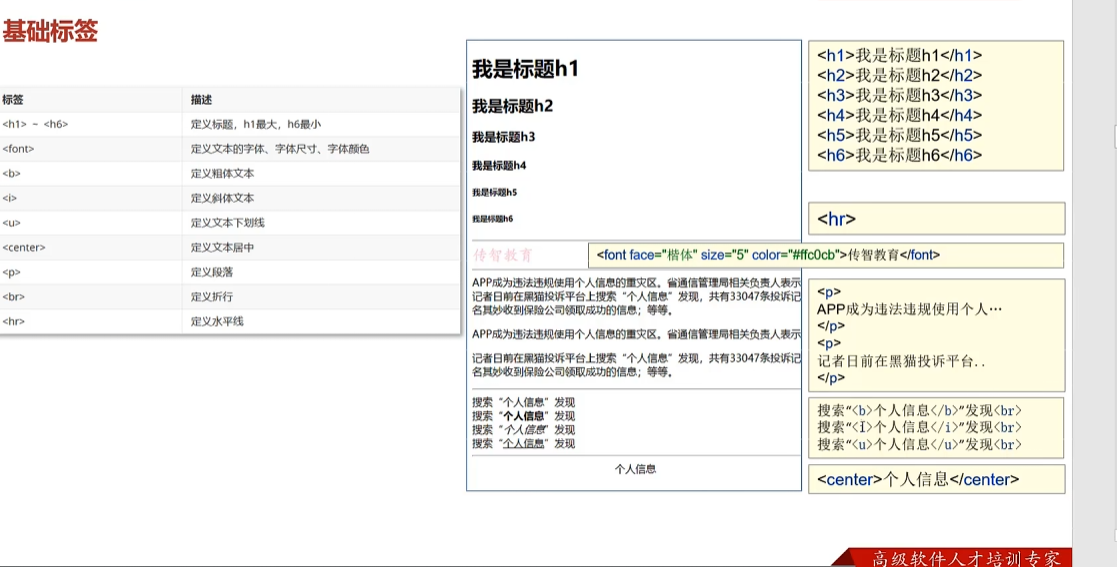 基础标签
标签 描述
<h1> ~ <h6> 定义标题，h1最大，h6最小
<font> 定义文本的字体、字体尺寸、字体颜色
<b> 定义粗体文本
<i> 定义斜体文本
<u> 定义文本下划线
<center> 定义文本居中
<p> 定义段落
<br> 定义折行
<hr> 定义水平线
我是标题h1
我是标题h2
我是标题h3
我是标题h4
我是标题h5
我是标题h6
传智教育
APP成为违法违规使用个人信息的重灾区。省通信管理局相关负责人表示
记者日前在黑猫投诉平台上搜索“个人信息”发现，共有33047条投诉记
名其妙收到保险公司领取成功的信息；等等。
APP成为违法违规使用个人信息的重灾区。省通信管理局相关负责人表示
记者日前在黑猫投诉平台上搜索“个人信息”发现，共有33047条投诉记
名其妙收到保险公司领取成功的信息；等等。
搜索“个人信息”发现
搜索“个人信息”发现
搜索“个人信息”发现
搜索“个人信息”发现
个人信息
<h1>我是标题h1</h1>
<h2>我是标题h2</h2>
<h3>我是标题h3</h3>
<h4>我是标题h4</h4>
<h5>我是标题h5</h5>
<h6>我是标题h6</h6>
<hr>
<font face="楷体" size="5" color="#ffc0cb">传智教育</font>
<p>
APP成为违法违规使用个人…
</p>
<p>
记者日前在黑猫投诉平台..
</p>
搜索“<b>个人信息</b>”发现<br>
搜索“<I>个人信息</i>”发现<br>
搜索“<u>个人信息</u>”发现<br>
<center>个人信息</center>
高级软件人才培训专家